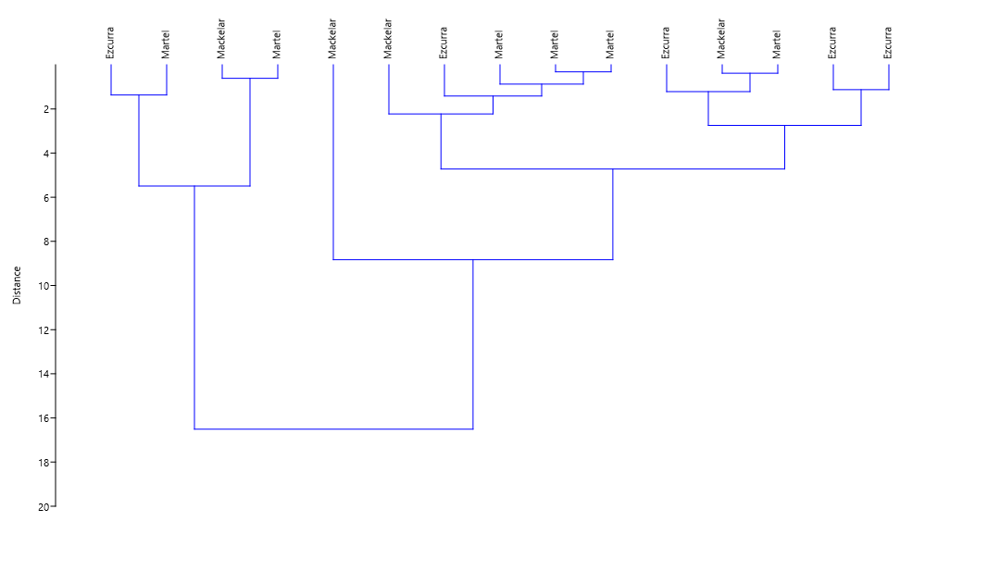 Ezcurra
Martel
Mackelar
Martel
Mackelar
Mackelar
Ezcurra
Martel
Martel
Martel
Ezcurra
Mackelar
Martel
Ezcurra
Ezcurra
2
4
6
8
10
12
14
16
18
20
Distance